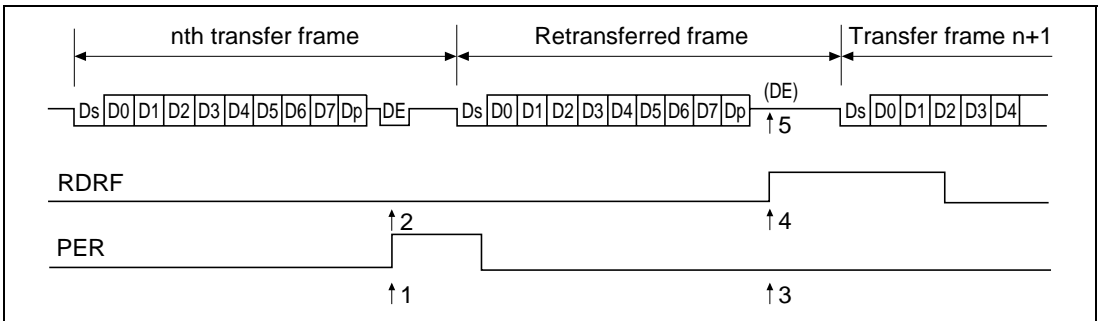 nth transfer frame Retransferred frame Transfer frame n+1
(DE)
Ds D0 D1 D2 D3 D4 D5 D6 D7 Dp DE Ds D0 D1 D2 D3 D4 D5 D6 D7 Dp Ds D0 D1 D2 D3 D4
5
RDRF
2 4
PER
1 3